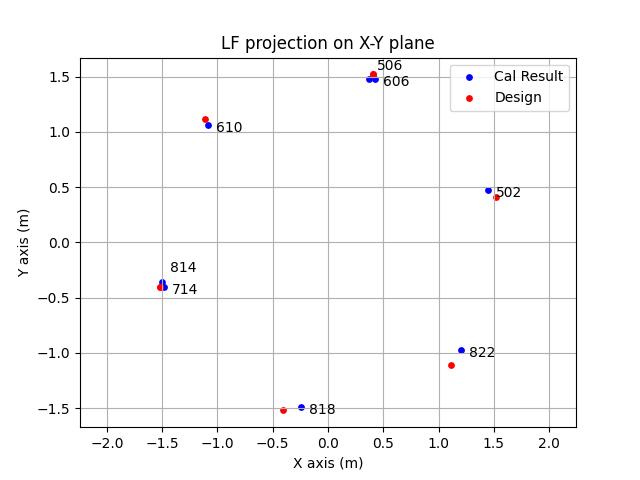 LF projection on X-Y plane
Cal Result
Design
506
606
610
502
814
714
822
818
1.5
1.0
0.5
0.0
−0.5
−1.0
−1.5
Y axis (m)
−2.0 −1.5 −1.0 −0.5 0.0 0.5 1.0 1.5 2.0
X axis (m)